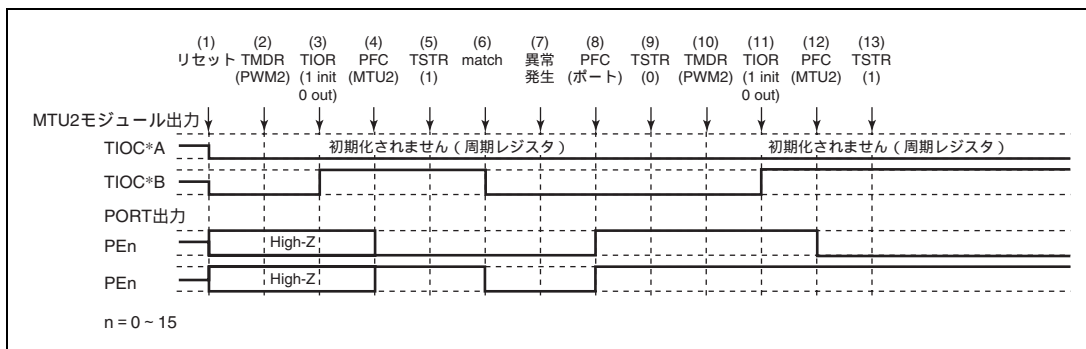 (1) (2) (3) (4) (5) (6) (7) (8) (9) (10) (11) (12) (13)
リセット TMDR TIOR PFC TSTR match 異常 PFC TSTR TMDR TIOR PFC TSTR
(PWM2) (1 init (MTU2) (1) 発生 (ポート) (0) (PWM2) (1 init (MTU2) (1)
0 out) 0 out)
MTU2モジュール出力
TIOC*A 初期化されません（周期レジスタ） 初期化されません（周期レジスタ）
TIOC*B
PORT出力
PEn High-Z
PEn High-Z
n = 0 ~ 15